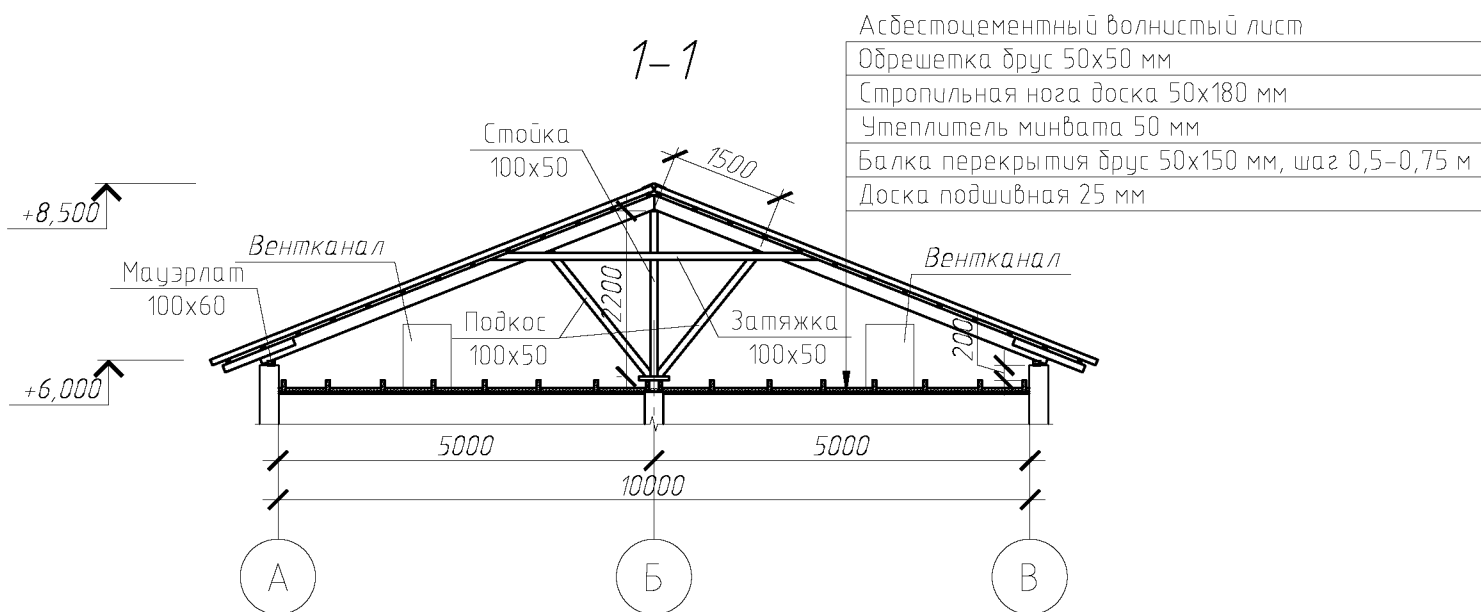 1-1
Асбестоцементный волнистый лист
Обрешетка брус 50х50 мм
Стропильная нога доска 50х180 мм
Утеплитель минвата 50 мм
Балка перекрытия брус 50х150 мм, шаг 0,5-0,75 м
Доска подшивная 25 мм
Стойка
100х50
1500
+8,500
Вентканал
Вентканал
Мауэрлат
100х60
2200
Подкос
100х50
Затяжка
100х50
200
+6,000
5000
5000
10000
А
Б
В